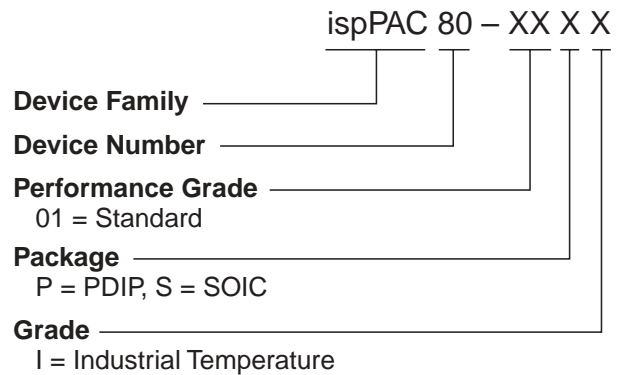 ispPAC 80 – XX X X
Device Family
Device Number
Performance Grade
01 = Standard
Package
P = PDIP, S = SOIC
Grade
I = Industrial Temperature